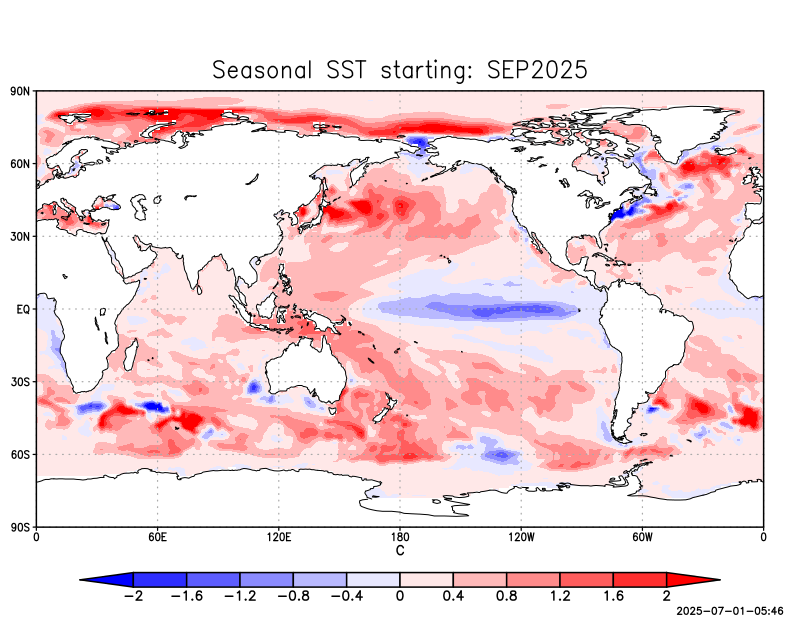 Seasonal SST starting: SEP2025
90N
60N
30N
EQ
30S
60S
90S
0 60E 120E 180 120W 60W 0
C
−2 −1.6 −1.2 −0.8 −0.4 0 0.4 0.8 1.2 1.6 2
2025-07-01-05:46